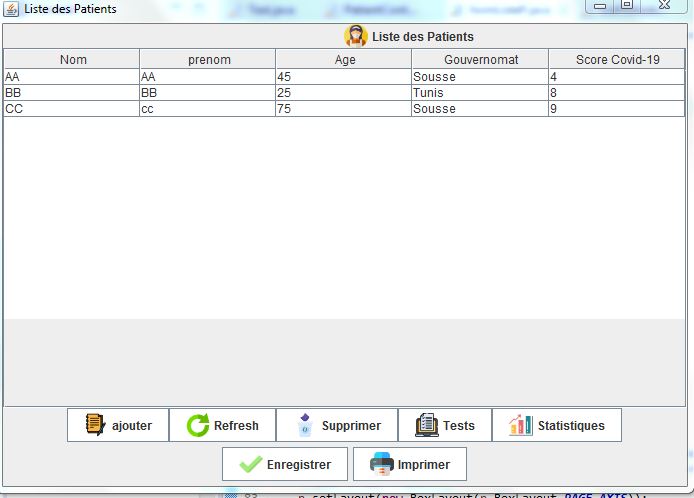 Liste des Patients
Liste des Patients
Nom prenom Age Gouvernomat Score Covid-19
AA AA 45 Sousse 4
BB BB 25 Tunis 8
CC cc 75 Sousse 9
ajouter Refresh Supprimer Tests Statistiques
Enregistrer Imprimer